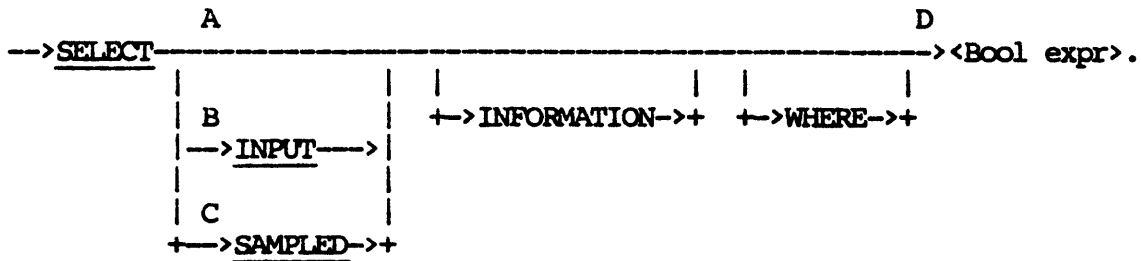 A D
-->SELECT--------------------------------------------------><Bool expr>.
| | | | | |
| B | +->INFORMATION->+ +->WHERE->+
|-->INPUT---->|
| |
| C |
+-->SAMPLED->+